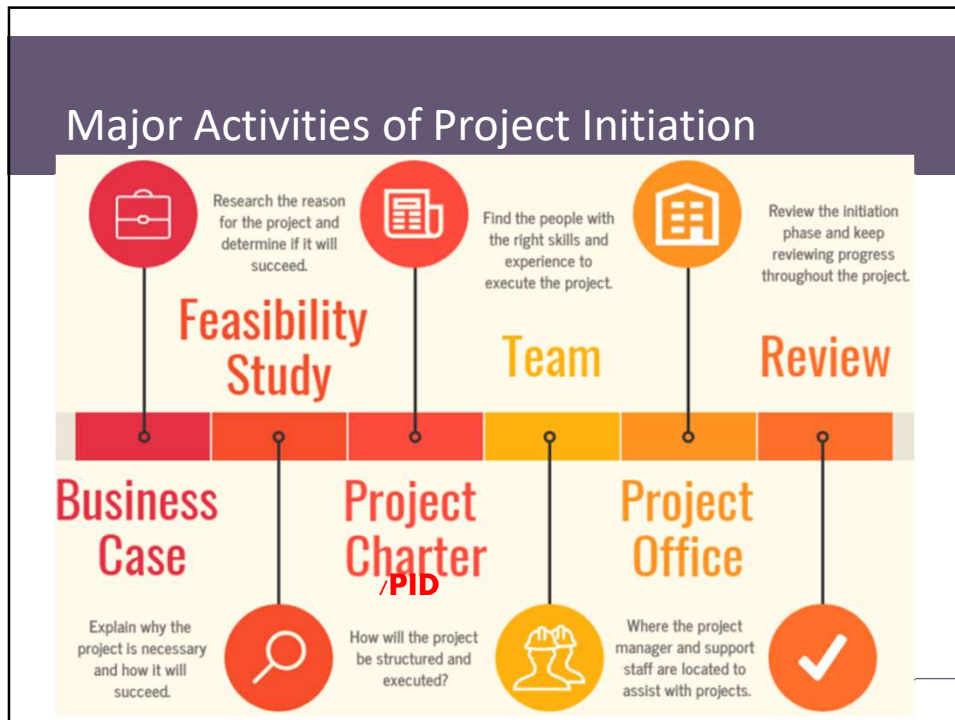 Major Activities of Project Initiation
Business
Case
Explain why the
project is necessary
and how it will
succeed.
Research the reason
for the project and
determine if it will
succeed.
Feasibility
Study
Project
Charter
/PID
How will the project
be structured and
executed?
Find the people with
the right skills and
experience to
execute the project.
Team
Project
Office
Where the project
manager and support
staff are located to
assist with projects.
Review the initiation
phase and keep
reviewing progress
throughout the project.
Review